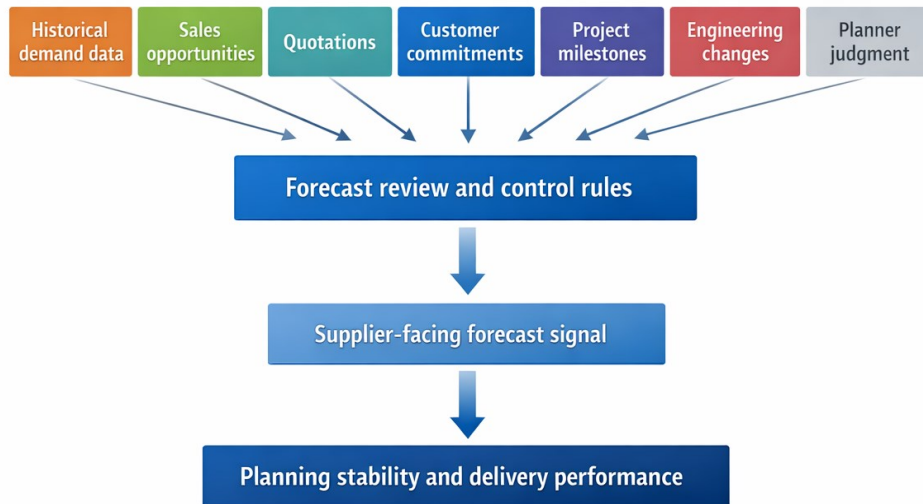 Historical
demand data
Sales
opportunities
Quotations
Customer
commitments
Project
milestones
Engineering
changes
Planner
judgment
Forecast review and control rules
Supplier-facing forecast signal
Planning stability and delivery performance